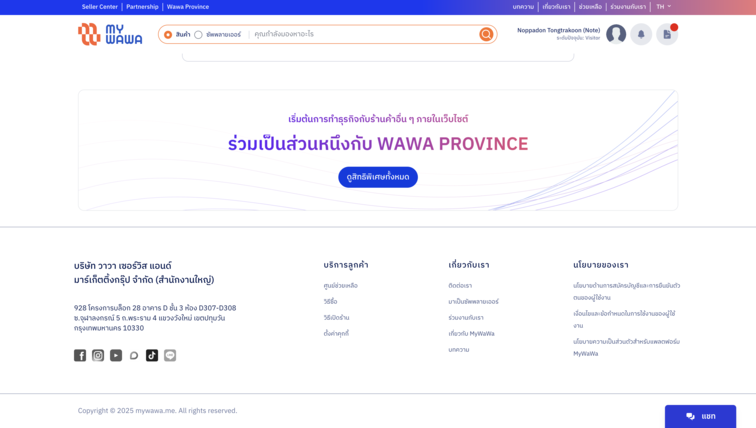 Seller Center | Partnership | Wawa Province
บทความ | เกี่ยวกับเรา | ช่วยเหลือ | ร่วมงานกับเรา | TH
MY WAWA
สินค้า ซัพพลายเออร์ | คุณกำลังมองหาอะไร
Noppadon Tongtrakoon (Note)
ระดับปัจจุบัน: Visitor
เริ่มต้นการทำธุรกิจกับร้านค้าอื่น ๆ ภายในเว็บไซต์
ร่วมเป็นส่วนหนึ่งกับ WAWA PROVINCE
ดูสิทธิพิเศษทั้งหมด
บริษัท วาวา เซอร์วิส แอนด์
มาร์เก็ตติ้งกรุ๊ป จำกัด (สำนักงานใหญ่)
928 โครงการบล็อก 28 อาคาร D ชั้น 3 ห้อง D307-D308
ซ.จุฬาลงกรณ์ 5 ถ.พระราม 4 แขวงวังใหม่ เขตปทุมวัน
กรุงเทพมหานคร 10330
บริการลูกค้า
ศูนย์ช่วยเหลือ
วิธีซื้อ
วิธีเปิดร้าน
ตั้งค่าคุกกี้
เกี่ยวกับเรา
ติดต่อเรา
มาเป็นซัพพลายเออร์
ร่วมงานกับเรา
เกี่ยวกับ MyWaWa
บทความ
นโยบายของเรา
นโยบายด้านการสมัครบัญชีและการยืนยันตัว
ตนของผู้ใช้งาน
เงื่อนไขและข้อกำหนดในการใช้งานของผู้ใช้
งาน
นโยบายความเป็นส่วนตัวสำหรับแพลตฟอร์ม
MyWaWa
Copyright © 2025 mywawa.me. All rights reserved.
แชท